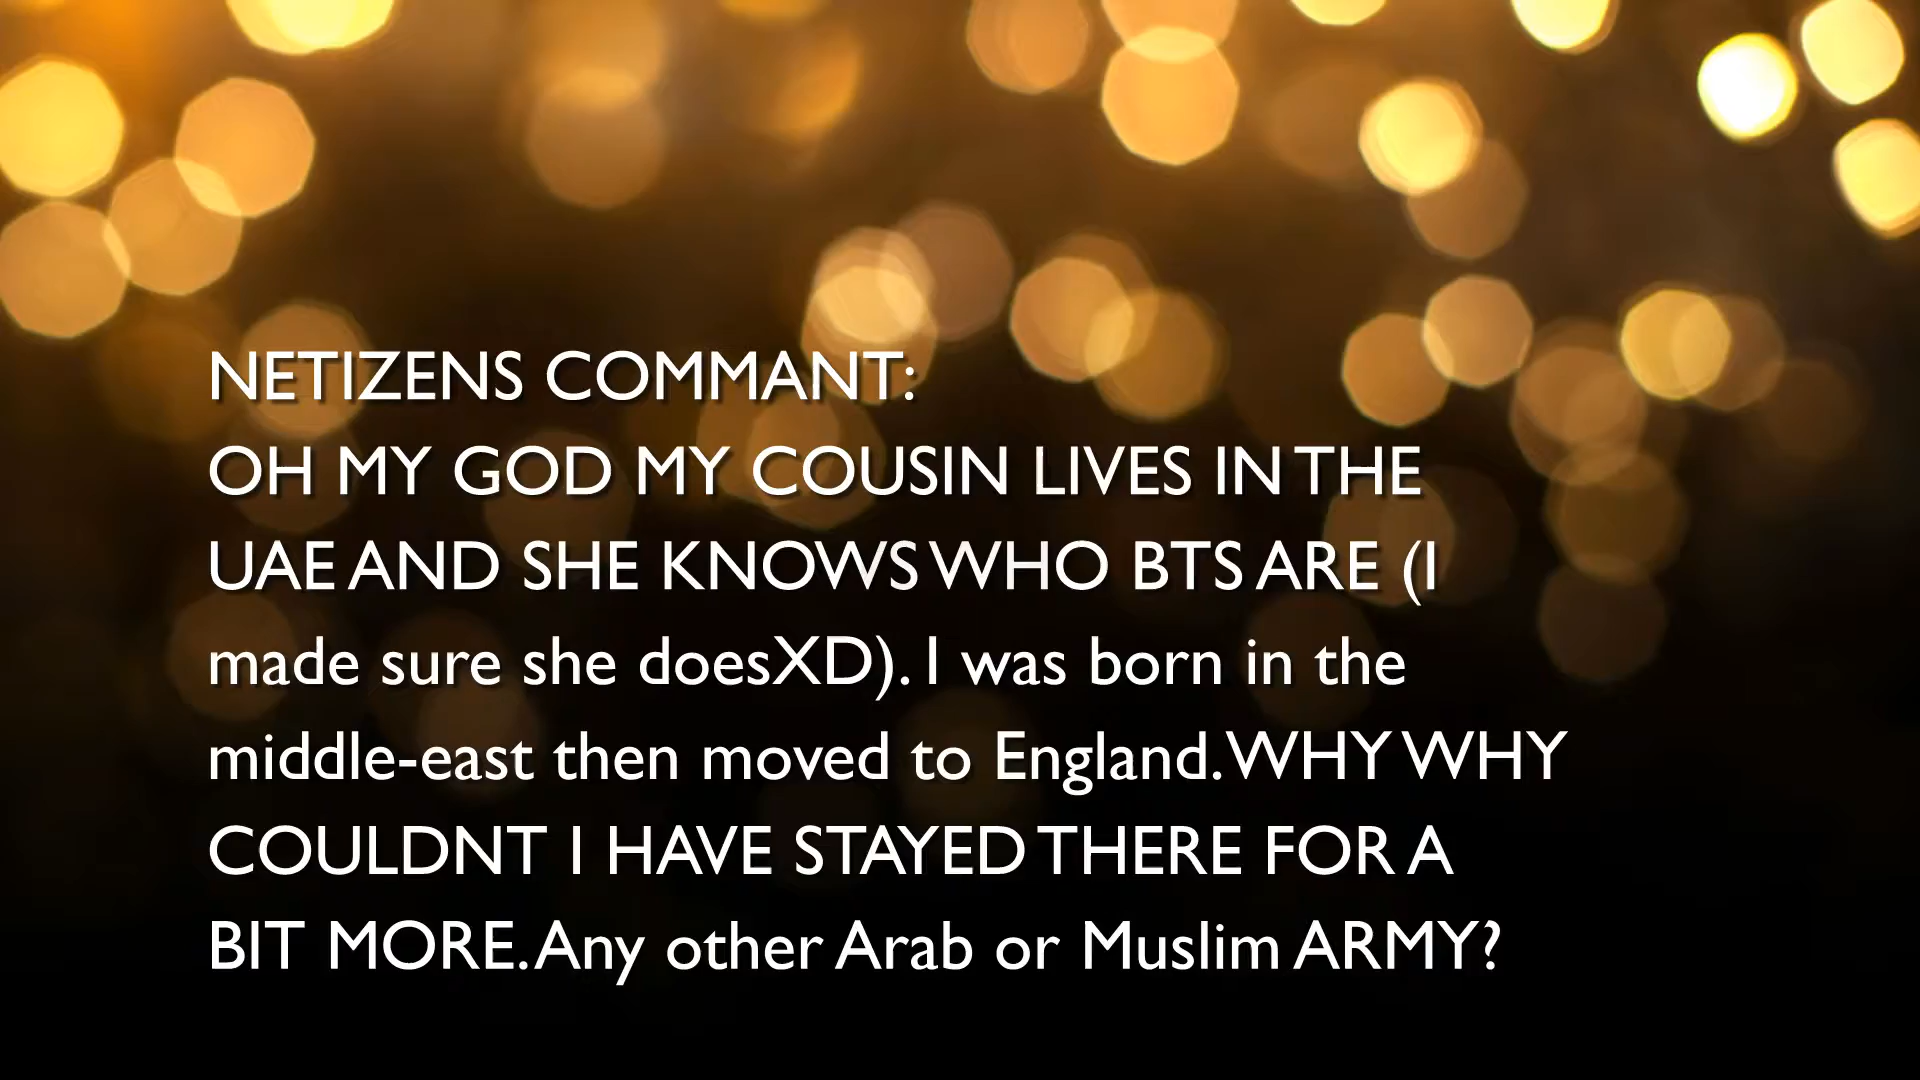 NETIZENS COMMANT:
OH MY GOD MY COUSIN LIVES IN THE
UAE AND SHE KNOWS WHO BTS ARE (I
made sure she doesXD). I was born in the
middle-east then moved to England. WHY WHY
COULDNT I HAVE STAYED THERE FOR A
BIT MORE. Any other Arab or Muslim ARMY?